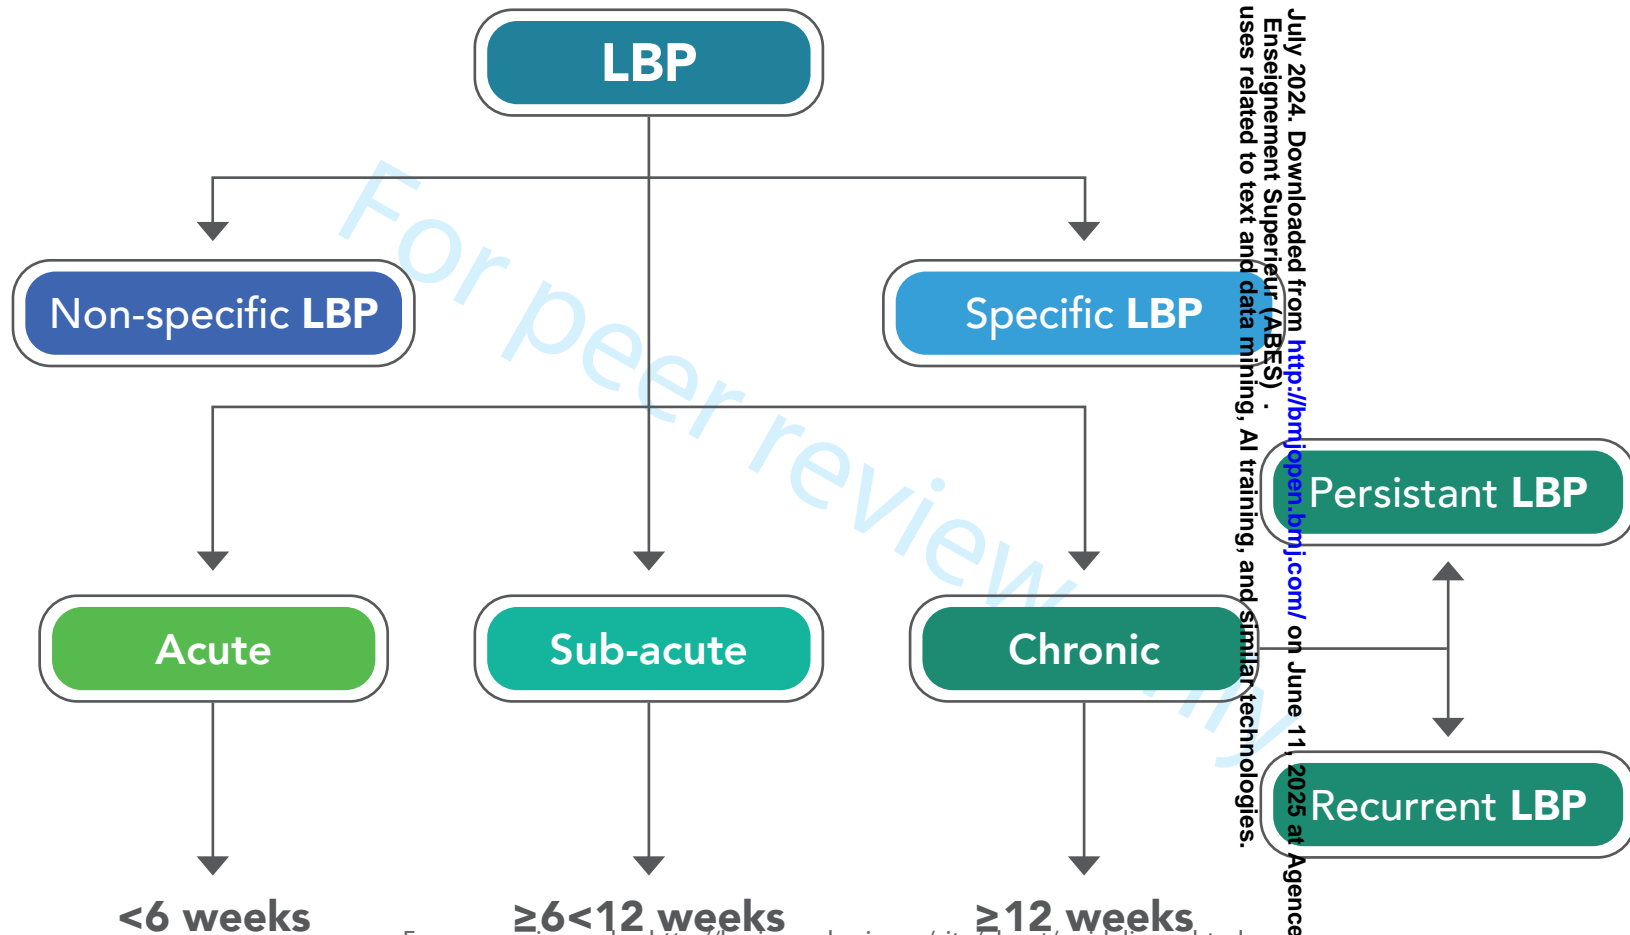 LBP
Non-specific LBP
Specific LBP
Persistant LBP
Acute
Sub-acute
Chronic
Recurrent LBP
<6 weeks
≥6<12 weeks
≥12 weeks
For peer review
July 2024. Downloaded from http://bmjopen.bmj.com/ on June 11, 2025 at Agence
Enseignement Superieur (ABES) .
uses related to text and data mining, AI training, and similar technologies.